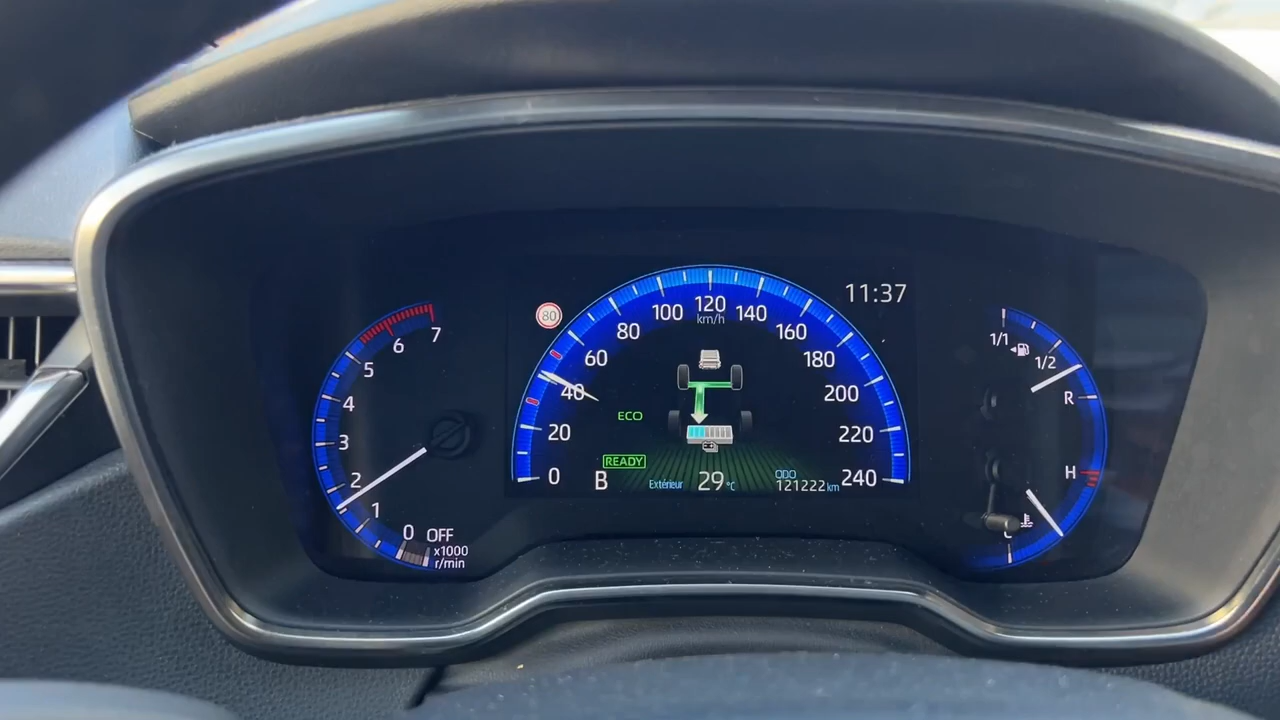 11:37
80
0
20
40
60
80
100
120
140
160
180
200
220
240
km/h
7
6
5
4
3
2
1
0
OFF
x1000
r/min
ECO
READY
B
Extérieur
29°C
ODO
121222 km
1/1
1/2
R
H